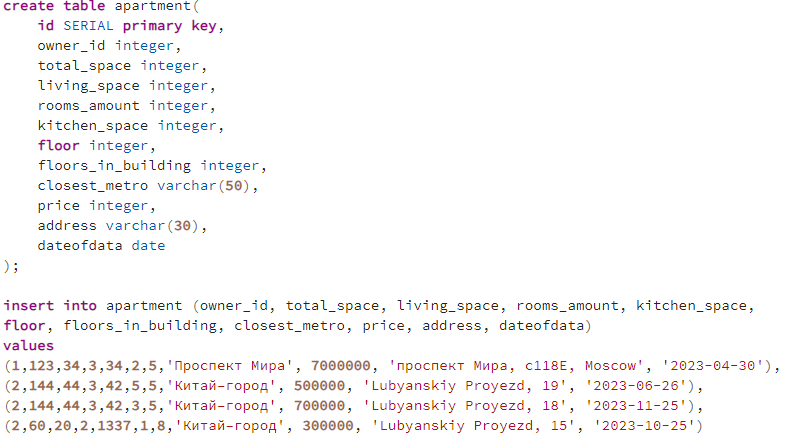 create table apartment(
id SERIAL primary key,
owner_id integer,
total_space integer,
living_space integer,
rooms_amount integer,
kitchen_space integer,
floor integer,
floors_in_building integer,
closest_metro varchar(50),
price integer,
address varchar(30),
dateofdata date
);
insert into apartment (owner_id, total_space, living_space, rooms_amount, kitchen_space,
floor, floors_in_building, closest_metro, price, address, dateofdata)
values
(1,123,34,3,34,2,5,'Проспект Мира', 7000000, 'проспект Мира, с118Е, Moscow', '2023-04-30'),
(2,144,44,3,42,5,5,'Китай-город', 500000, 'Lubyanskiy Proyezd, 19', '2023-06-26'),
(2,144,44,3,42,3,5,'Китай-город', 700000, 'Lubyanskiy Proyezd, 18', '2023-11-25'),
(2,60,20,2,1337,1,8,'Китай-город', 300000, 'Lubyanskiy Proyezd, 15', '2023-10-25')